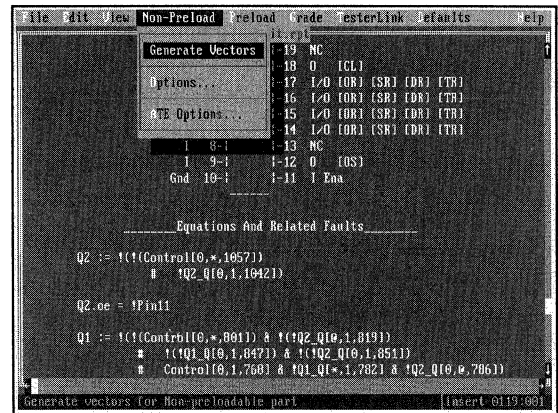 File Edit View Non-Preload Preload Grade TesterLink Defaults Help
Generate Vectors
Options...
ATE Options...
|-19 NC
|-18 O [CL]
|-17 I/O [OR] [SR] [DR] [TR]
|-16 I/O [OR] [SR] [DR] [TR]
|-15 I/O [OR] [SR] [DR] [TR]
|-14 I/O [OR] [SR] [DR] [TR]
I 8-| |-13 NC
I 9-| |-12 O [OS]
Gnd 10-| |-11 I Ena
______
_______Equations And Related Faults_______
Q2 := !(!(Control[0,*,1057])
# !Q2_Q[0,1,1042])
Q2.oe = !Pin11
Q1 := !(!(Control[0,*,801]) & !(!Q2_Q[0,1,819])
# !(!Q1_Q[0,1,847]) & !(!Q2_Q[0,1,851])
# Control[0,1,768] & !Q1_Q[*,1,782] & !Q2_Q[0,0,786])
Generate vectors for Non-preloadable part Insert 0119:001